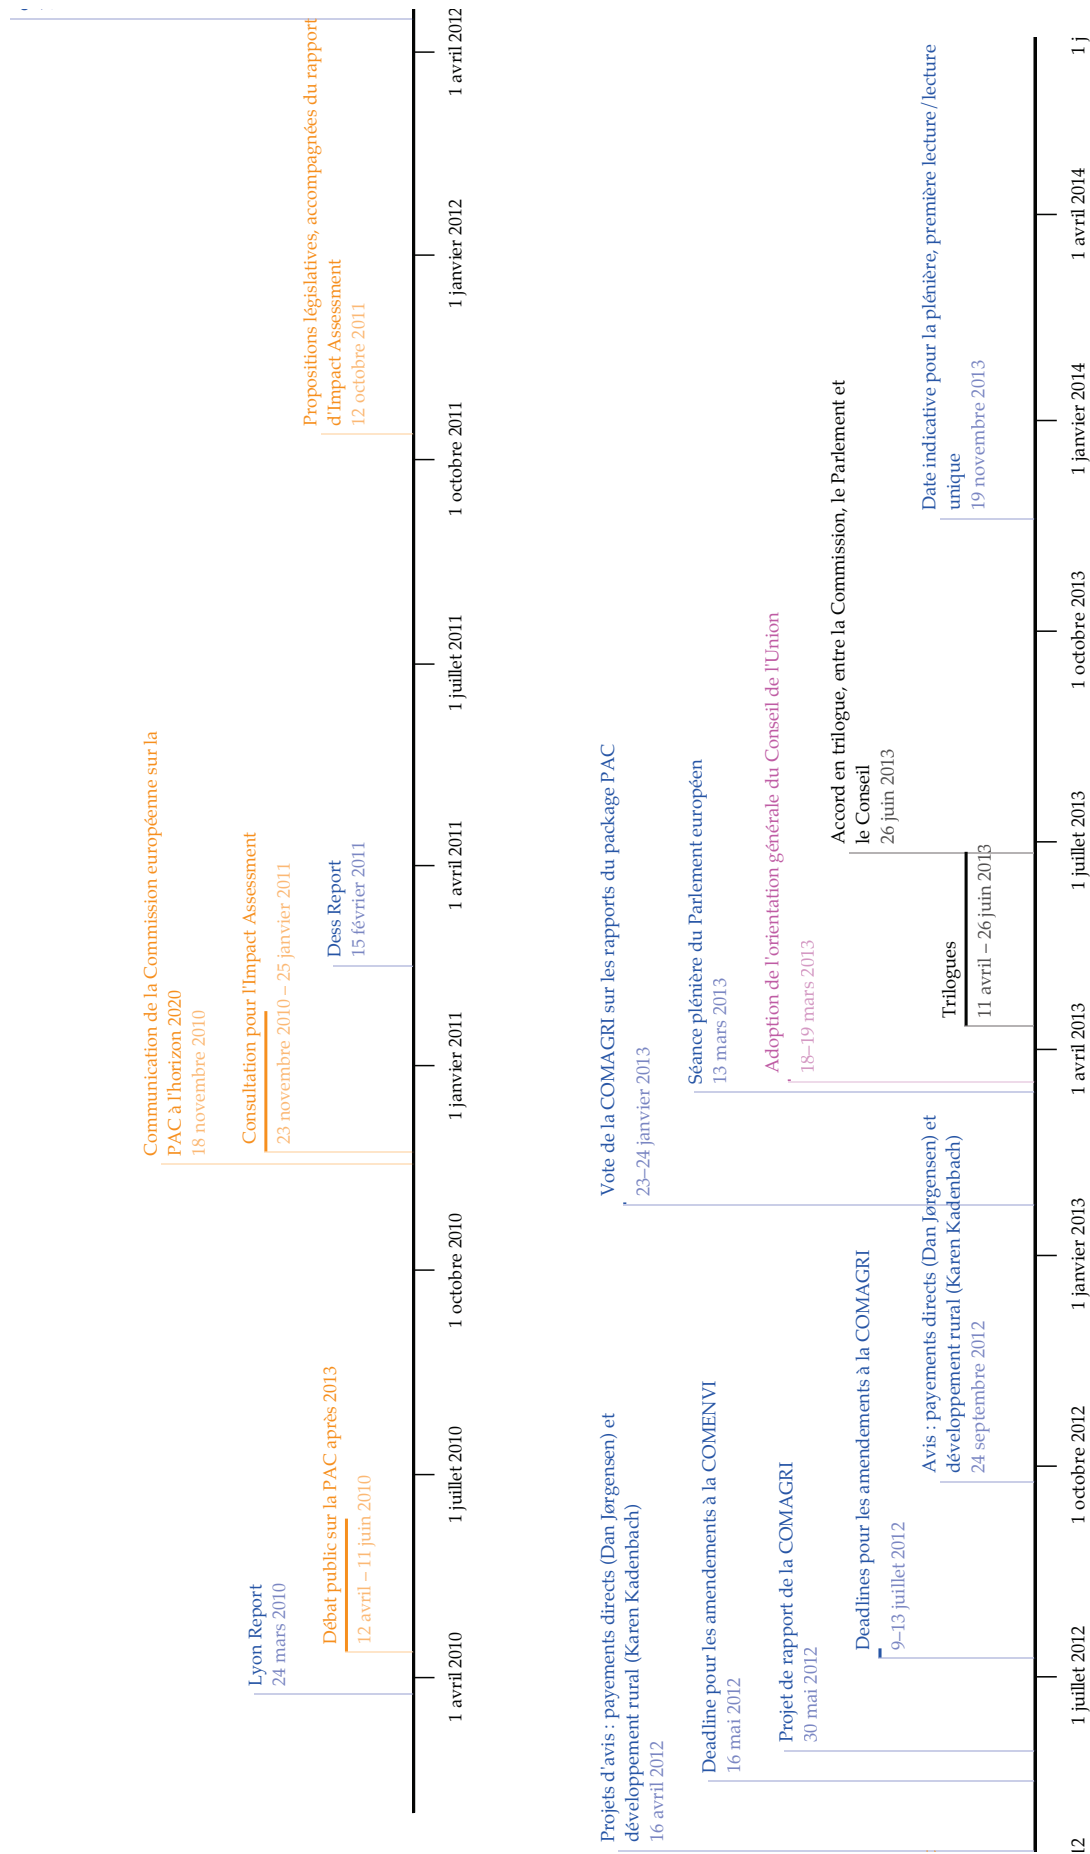 Lyon Report
24 mars 2010
Débat public sur la PAC après 2013
12 avril – 11 juin 2010
Communication de la Commission européenne sur la
PAC à l'horizon 2020
18 novembre 2010
Consultation pour l'Impact Assessment
23 novembre 2010 – 25 janvier 2011
Dess Report
15 février 2011
Propositions législatives, accompagnées du rapport
d'Impact Assessment
12 octobre 2011
1 avril 2010
1 juillet 2010
1 octobre 2010
1 janvier 2011
1 avril 2011
1 juillet 2011
1 octobre 2011
1 janvier 2012
1 avril 2012
Projets d'avis : payements directs (Dan Jørgensen) et
développement rural (Karen Kadenbach)
16 avril 2012
Deadline pour les amendements à la COMENVI
16 mai 2012
Projet de rapport de la COMAGRI
30 mai 2012
Deadlines pour les amendements à la COMAGRI
9–13 juillet 2012
Avis : payements directs (Dan Jørgensen) et
développement rural (Karen Kadenbach)
24 septembre 2012
Vote de la COMAGRI sur les rapports du package PAC
23–24 janvier 2013
Séance plénière du Parlement européen
13 mars 2013
Adoption de l'orientation générale du Conseil de l'Union
18–19 mars 2013
Trilogues
11 avril – 26 juin 2013
Accord en trilogue, entre la Commission, le Parlement et
le Conseil
26 juin 2013
Date indicative pour la plénière, première lecture/lecture
unique
19 novembre 2013
12
1 juillet 2012
1 octobre 2012
1 janvier 2013
1 avril 2013
1 juillet 2013
1 octobre 2013
1 janvier 2014
1 avril 2014
1 j